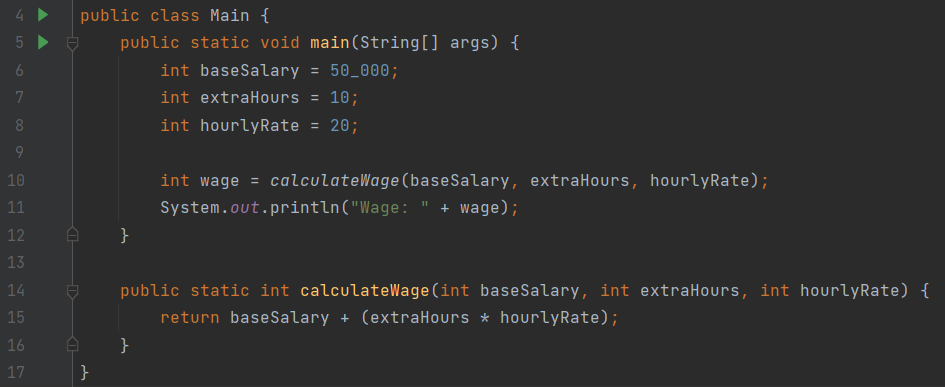 4 public class Main {
5     public static void main(String[] args) {
6         int baseSalary = 50_000;
7         int extraHours = 10;
8         int hourlyRate = 20;
9
10         int wage = calculateWage(baseSalary, extraHours, hourlyRate);
11         System.out.println("Wage: " + wage);
12     }
13
14     public static int calculateWage(int baseSalary, int extraHours, int hourlyRate) {
15         return baseSalary + (extraHours * hourlyRate);
16     }
17 }